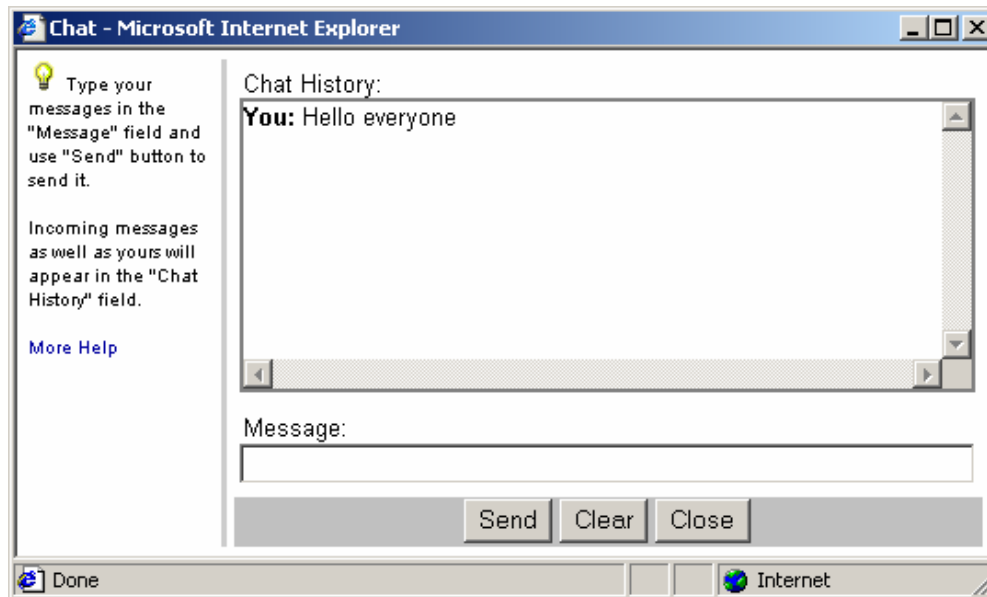 Chat - Microsoft Internet Explorer
Type your
messages in the
"Message" field and
use "Send" button to
send it.
Incoming messages
as well as yours will
appear in the "Chat
History" field.
More Help
Chat History:
You: Hello everyone
Message:
Send Clear Close
Done Internet